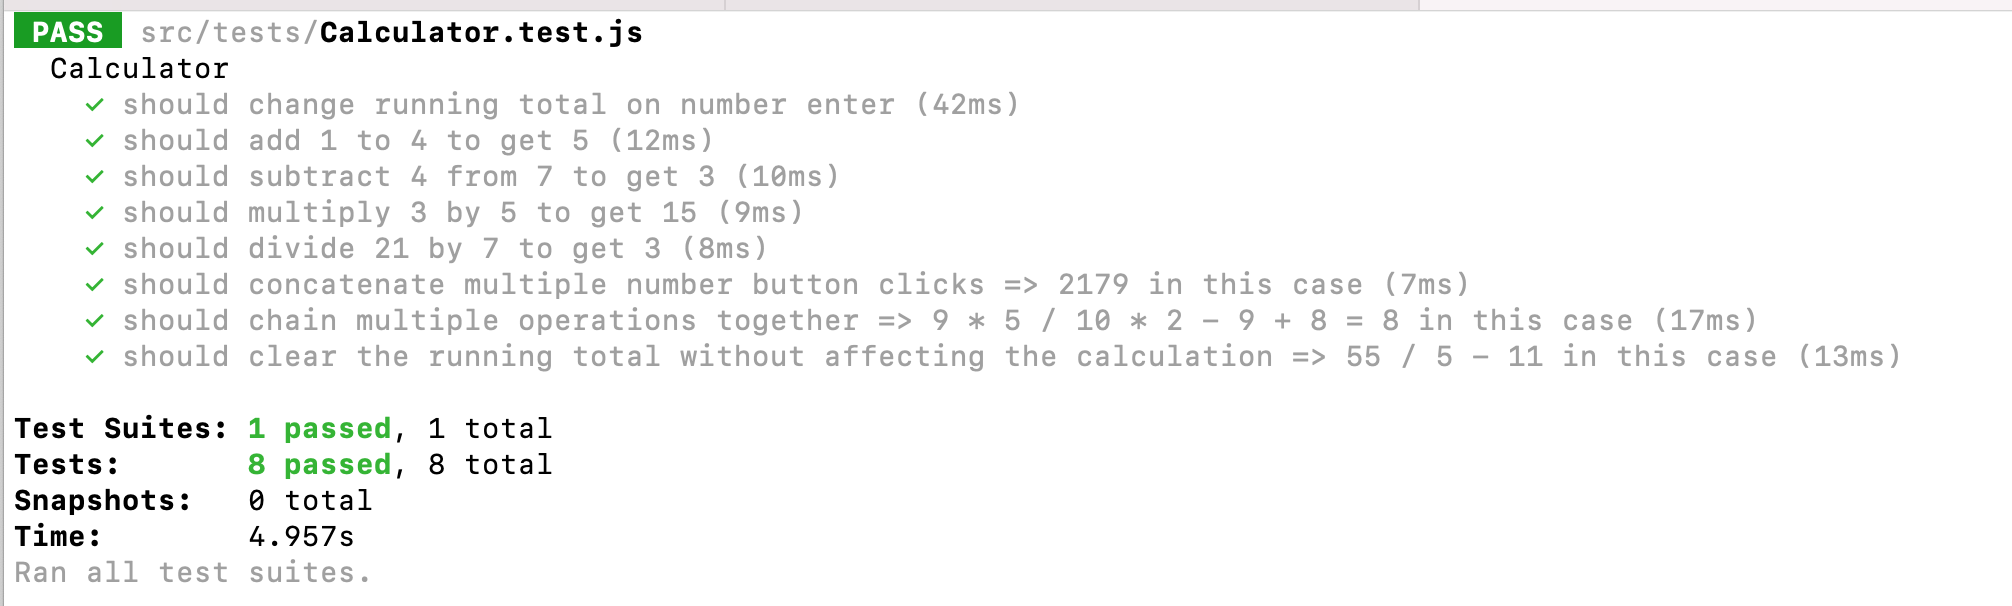 PASS src/tests/Calculator.test.js
Calculator
✓ should change running total on number enter (42ms)
✓ should add 1 to 4 to get 5 (12ms)
✓ should subtract 4 from 7 to get 3 (10ms)
✓ should multiply 3 by 5 to get 15 (9ms)
✓ should divide 21 by 7 to get 3 (8ms)
✓ should concatenate multiple number button clicks => 2179 in this case (7ms)
✓ should chain multiple operations together => 9 * 5 / 10 * 2 - 9 + 8 = 8 in this case (17ms)
✓ should clear the running total without affecting the calculation => 55 / 5 - 11 in this case (13ms)
Test Suites: 1 passed, 1 total
Tests: 8 passed, 8 total
Snapshots: 0 total
Time: 4.957s
Ran all test suites.